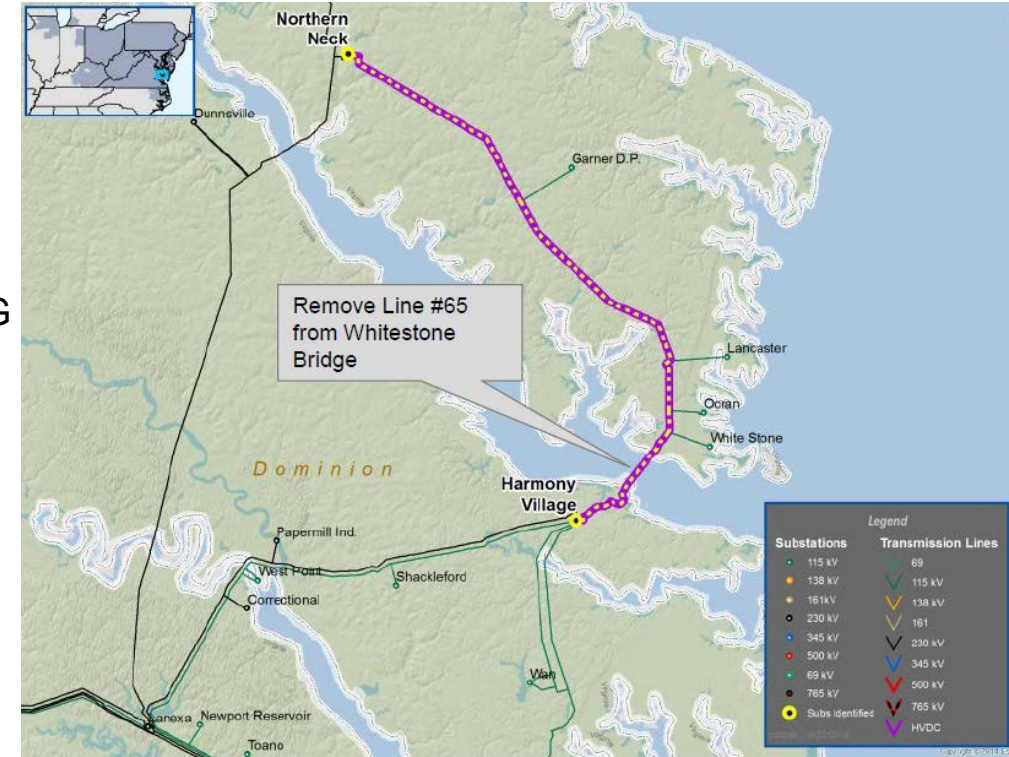 Northern
Neck
Dunnsville
Garner D.P.
G
Remove Line #65
from Whitestone
Bridge
Lancaster
Ocran
White Stone
Dominion
Harmony
Village
Papermill Ind.
West Point
Shackleford
Correctional
Wan
Lanexa
Newport Reservoir
Toano
Virginia
Virginia
Legend
Substations
115 kV
138 kV
161kV
230 kV
345 kV
500 kV
69 kV
765 kV
Subs Identified
Transmission Lines
69
115 kV
138 kV
161
230 kV
345 kV
500 kV
765 kV
HVDC